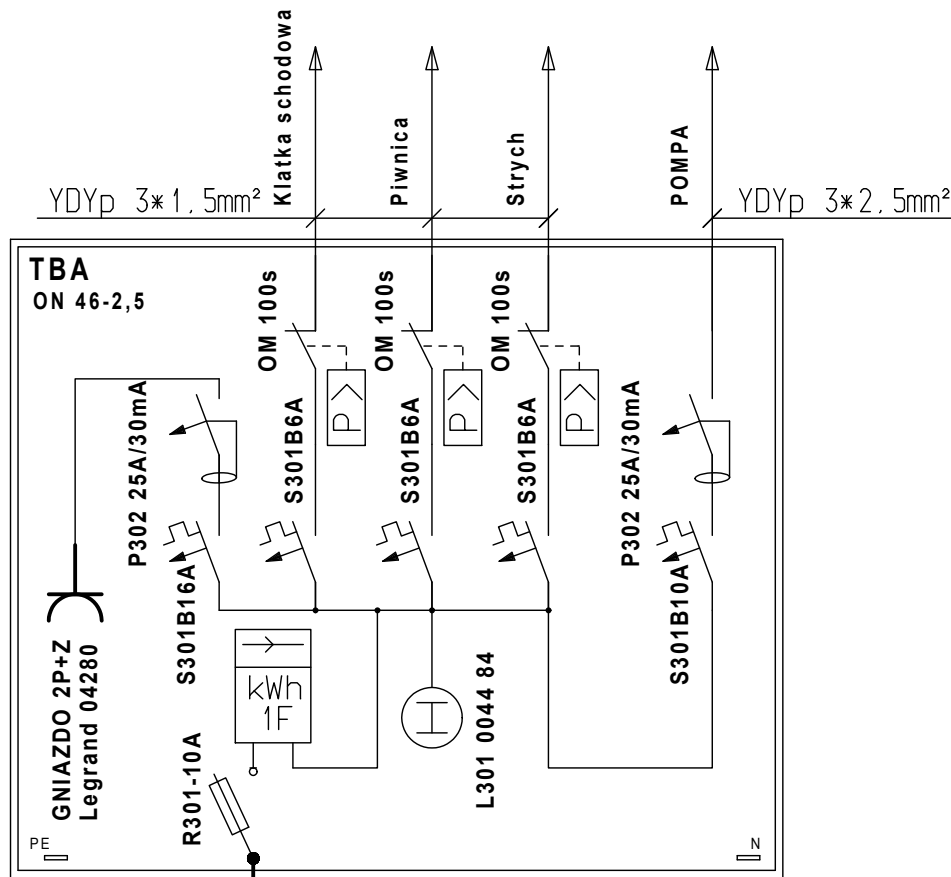 Klatka schodowa
Piwnica
Strych
POMPA
YDYp 3*1,5mm²
YDYp 3*2,5mm²
TBA
ON 46-2,5
OM 100s
OM 100s
OM 100s
P>
P>
P>
P302 25A/30mA
S301B6A
S301B6A
S301B6A
P302 25A/30mA
S301B16A
S301B10A
GNIAZDO 2P+Z
Legrand 04280
kWh
1F
L301 0044 84
R301-10A
PE
N